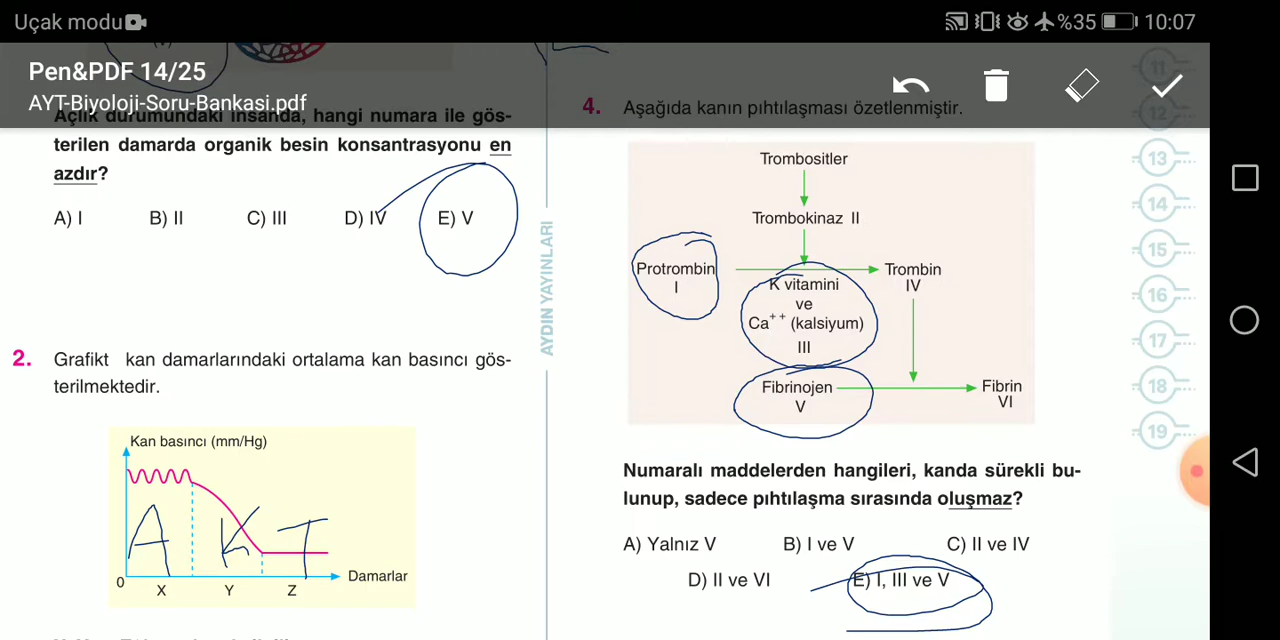 Uçak modu
%35 10:07
Pen&PDF 14/25
AYT-Biyoloji-Soru-Bankasi.pdf
Açlık durumundaki insanda, hangi numara ile gös-
terilen damarda organik besin konsantrasyonu en
azdır?
A) I B) II C) III D) IV E) V
2. Grafikt kan damarlarındaki ortalama kan basıncı gös-
terilmektedir.
Kan basıncı (mm/Hg)
A K T
0 X Y Z Damarlar
AYDIN YAYINLARI
4. Aşağıda kanın pıhtılaşması özetlenmiştir.
Trombositler
Trombokinaz II
Protrombin
I
Trombin
IV
K vitamini
ve
Ca++ (kalsiyum)
III
Fibrinojen
V
Fibrin
VI
Numaralı maddelerden hangileri, kanda sürekli bu-
lunup, sadece pıhtılaşma sırasında oluşmaz?
A) Yalnız V B) I ve V C) II ve IV
D) II ve VI E) I, III ve V
11
12
13
14
15
16
17
18
19